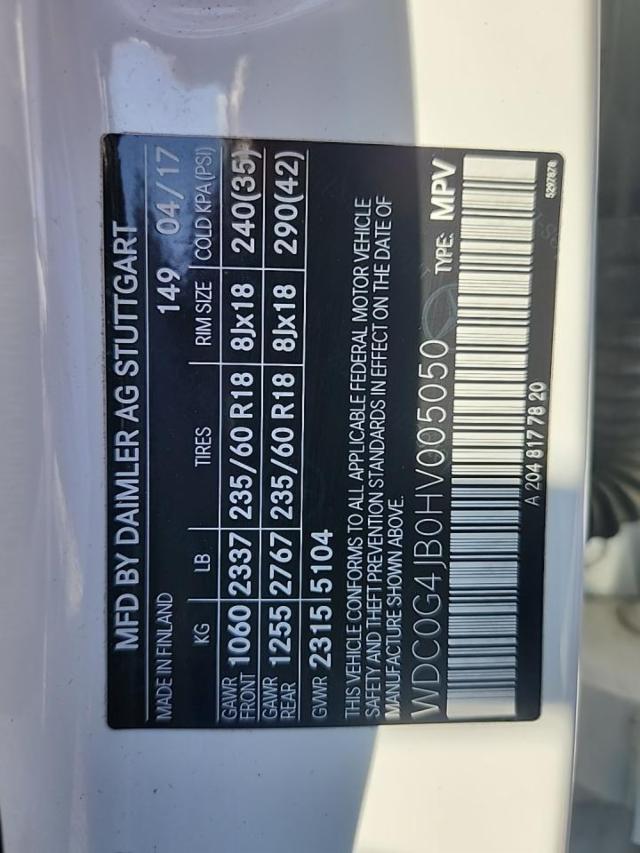 MFD BY DAIMLER AG STUTTGART
MADE IN FINLAND 149 04/17
KG LB TIRES RIM SIZE COLD KPA (PSI)
GAWR FRONT 1060 2337 235/60 R18 8Jx18 240(35)
GAWR REAR 1255 2767 235/60 R18 8Jx18 290(42)
GVWR 2315 5104
THIS VEHICLE CONFORMS TO ALL APPLICABLE FEDERAL MOTOR VEHICLE
SAFETY AND THEFT PREVENTION STANDARDS IN EFFECT ON THE DATE OF
MANUFACTURE SHOWN ABOVE.
WDC0G4JB0HV005050 TYPE: MPV
A 204 817 78 20
5297878